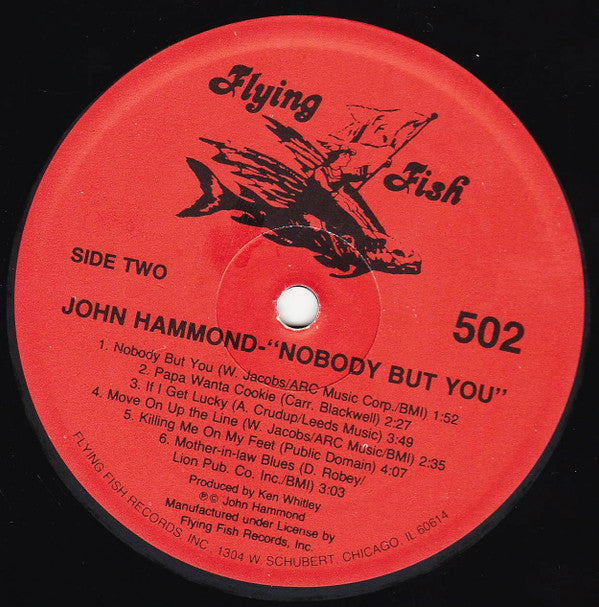 Flying
Fish
SIDE TWO
502
JOHN HAMMOND-"NOBODY BUT YOU"
1. Nobody But You (W. Jacobs/ARC Music Corp./BMI) 1:52
2. Papa Wanta Cookie (Carr. Blackwell) 2:27
3. If I Get Lucky (A. Crudup/Leeds Music) 3:49
4. Move On Up the Line (W. Jacobs/ARC Music/BMI) 2:35
5. Killing Me On My Feet (Public Domain) 4:07
6. Mother-in-law Blues (D. Robey/
Lion Pub. Co. Inc./BMI) 3:03
Produced by Ken Whitley
℗© John Hammond
Manufactured under License by
Flying Fish Records, Inc.
FLYING FISH RECORDS, INC., 1304 W. SCHUBERT, CHICAGO, IL 60614